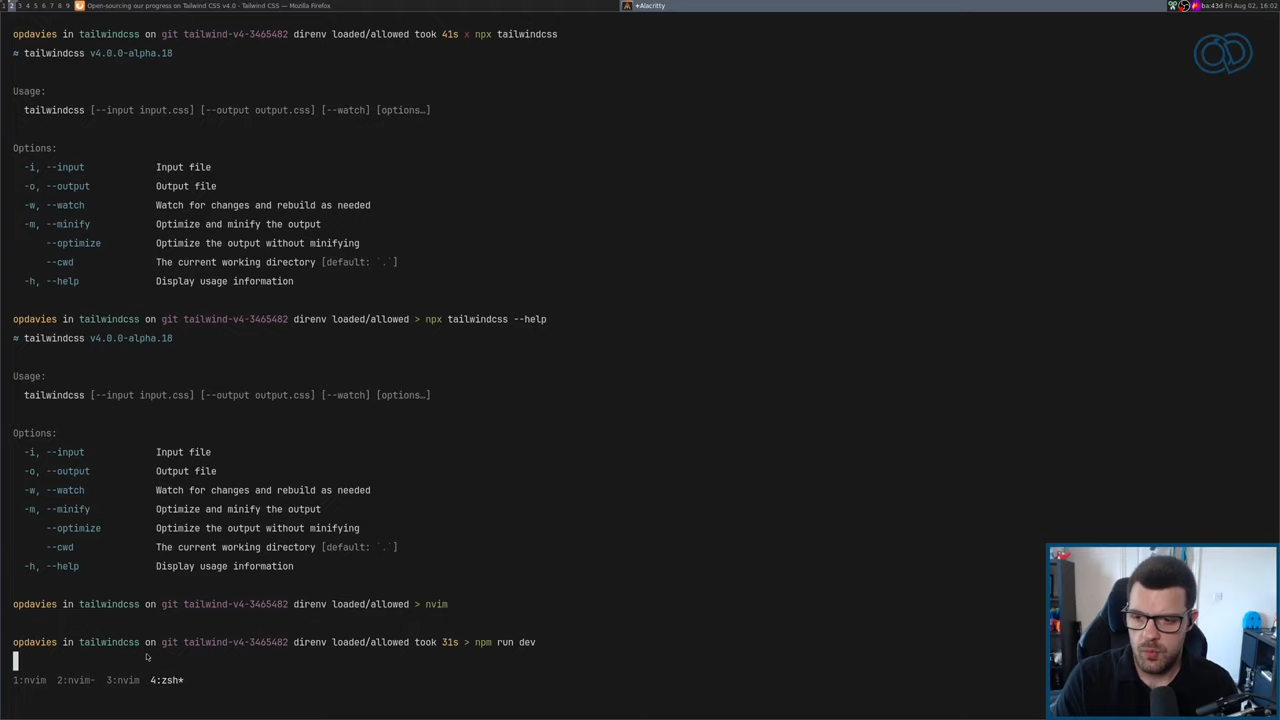 1 2 3 4 5 6 7 8 9 Open-sourcing our progress on Tailwind CSS v4.0 - Tailwind CSS — Mozilla Firefox +Alacritty ba:43d Fri Aug 02, 16:02
opdavies in tailwindcss on git tailwind-v4-3465482 direnv loaded/allowed took 41s x npx tailwindcss
≈ tailwindcss v4.0.0-alpha.18
Usage:
tailwindcss [--input input.css] [--output output.css] [--watch] [options…]
Options:
-i, --input Input file
-o, --output Output file
-w, --watch Watch for changes and rebuild as needed
-m, --minify Optimize and minify the output
--optimize Optimize the output without minifying
--cwd The current working directory [default: `.`]
-h, --help Display usage information
opdavies in tailwindcss on git tailwind-v4-3465482 direnv loaded/allowed > npx tailwindcss --help
≈ tailwindcss v4.0.0-alpha.18
Usage:
tailwindcss [--input input.css] [--output output.css] [--watch] [options…]
Options:
-i, --input Input file
-o, --output Output file
-w, --watch Watch for changes and rebuild as needed
-m, --minify Optimize and minify the output
--optimize Optimize the output without minifying
--cwd The current working directory [default: `.`]
-h, --help Display usage information
opdavies in tailwindcss on git tailwind-v4-3465482 direnv loaded/allowed > nvim
opdavies in tailwindcss on git tailwind-v4-3465482 direnv loaded/allowed took 31s > npm run dev
1:nvim 2:nvim- 3:nvim 4:zsh*